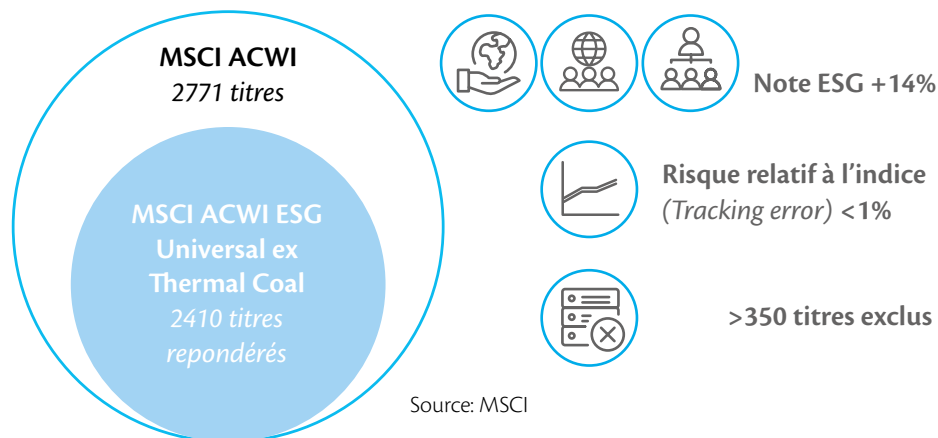 MSCI ACWI
2771 titres
MSCI ACWI ESG
Universal ex
Thermal Coal
2410 titres
repondérés
Note ESG +14%
Risque relatif à l'indice
(Tracking error) <1%
>350 titres exclus
Source: MSCI